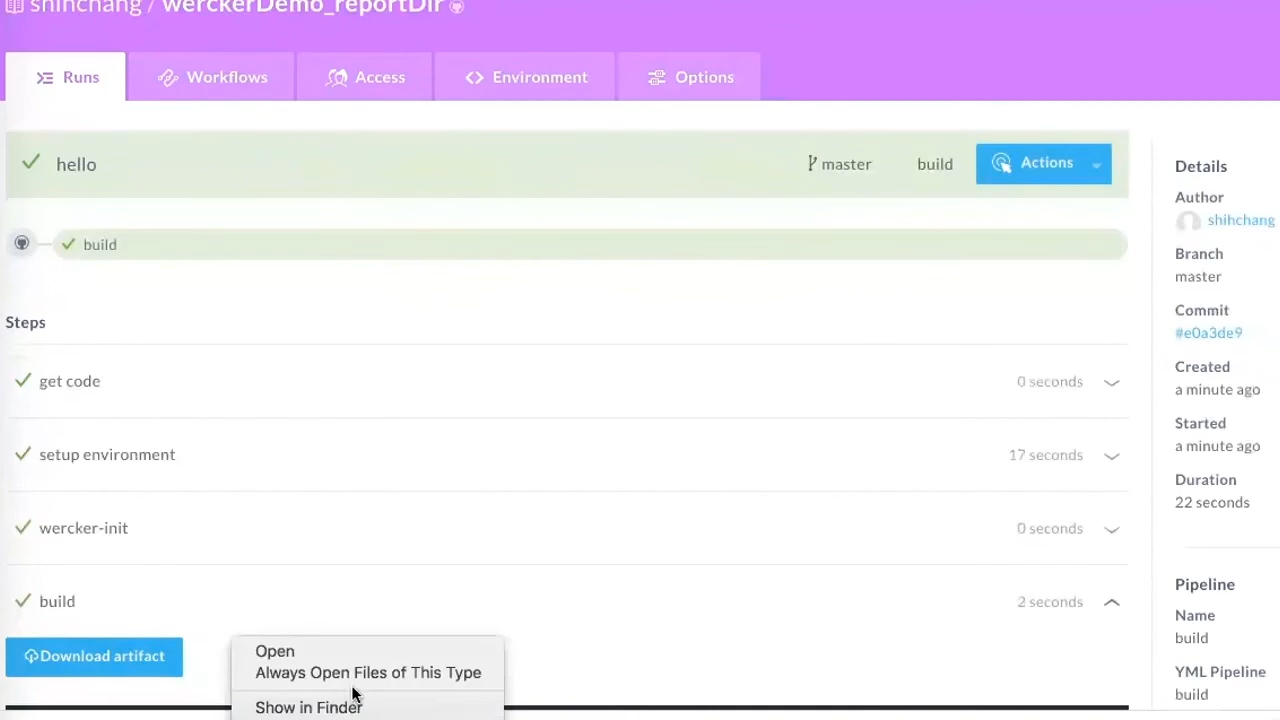 shihchang / werckerDemo_reportDir
Runs
Workflows
Access
Environment
Options
hello
master
build
Actions
build
Steps
get code
0 seconds
setup environment
17 seconds
wercker-init
0 seconds
build
2 seconds
Download artifact
Open
Always Open Files of This Type
Show in Finder
Details
Author
shihchang
Branch
master
Commit
#e0a3de9
Created
a minute ago
Started
a minute ago
Duration
22 seconds
Pipeline
Name
build
YML Pipeline
build